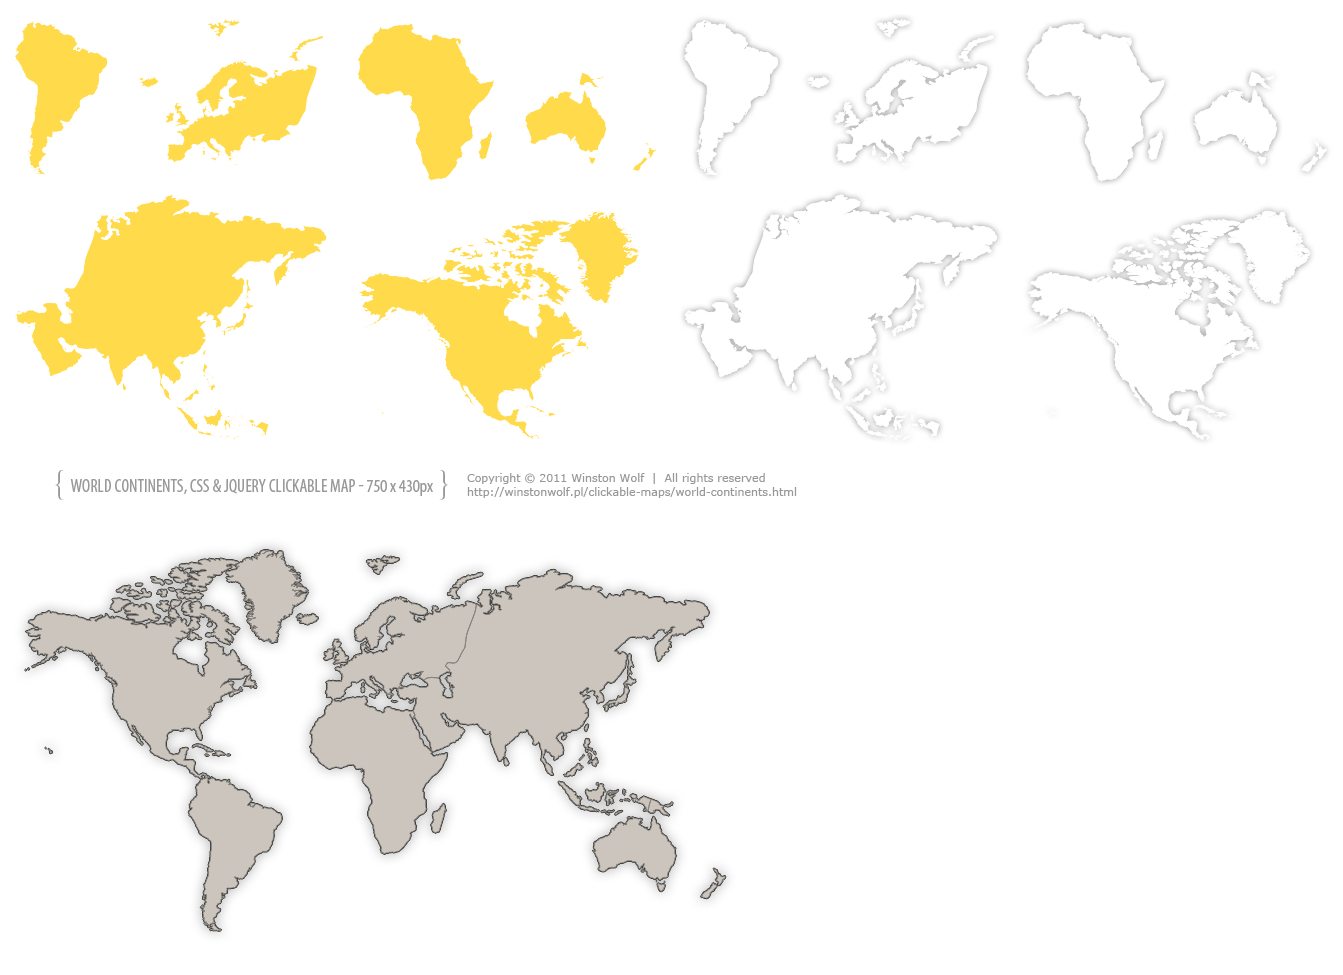 { WORLD CONTINENTS, CSS & JQUERY CLICKABLE MAP - 750 x 430px }
Copyright © 2011 Winston Wolf | All rights reserved
http://winstonwolf.pl/clickable-maps/world-continents.html